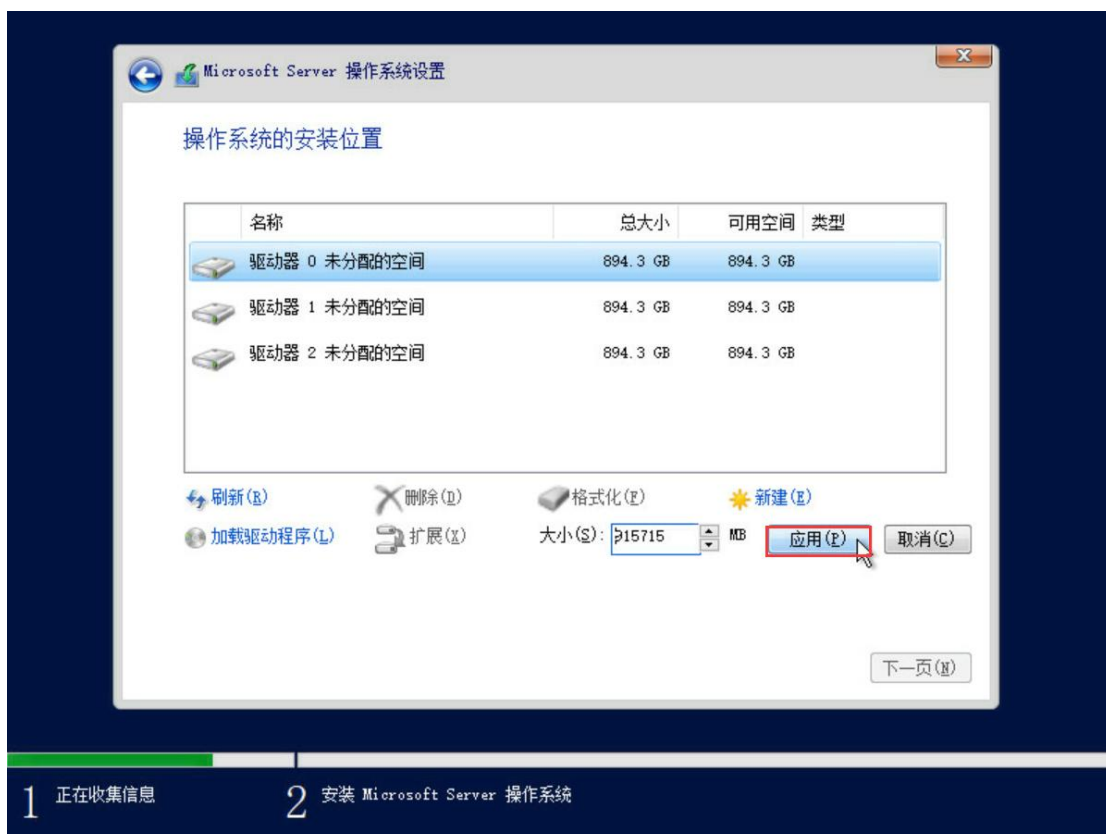 Microsoft Server 操作系统设置
操作系统的安装位置
名称 总大小 可用空间 类型
驱动器 0 未分配的空间 894.3 GB 894.3 GB
驱动器 1 未分配的空间 894.3 GB 894.3 GB
驱动器 2 未分配的空间 894.3 GB 894.3 GB
刷新(R) 删除(D) 格式化(F) 新建(E)
加载驱动程序(L) 扩展(X) 大小(S): 915715 MB 应用(P) 取消(C)
下一页(N)
1 正在收集信息 2 安装 Microsoft Server 操作系统